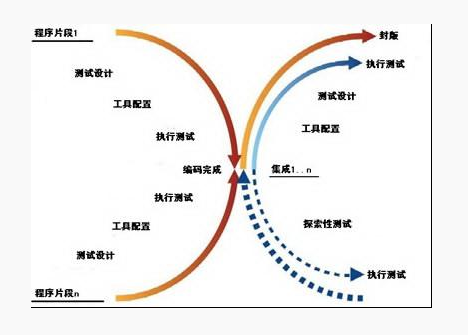 程序片段1
封版
执行测试
测试设计
测试设计
工具配置
工具配置
执行测试
编码完成
集成1..n
执行测试
工具配置
探索性测试
测试设计
执行测试
程序片段n